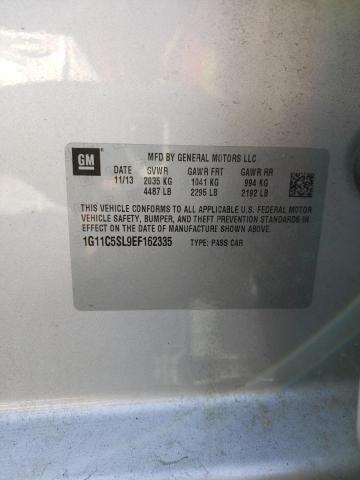 GM
MFD BY GENERAL MOTORS LLC
DATE GVWR GAWR FRT GAWR RR
11/13 2035 KG 1041 KG 994 KG
4487 LB 2295 LB 2192 LB
THIS VEHICLE CONFORMS TO ALL APPLICABLE U.S. FEDERAL MOTOR
VEHICLE SAFETY, BUMPER, AND THEFT PREVENTION STANDARDS
IN EFFECT ON THE DATE OF MANUFACTURE SHOWN ABOVE.
1G11C5SL9EF162335 TYPE: PASS CAR